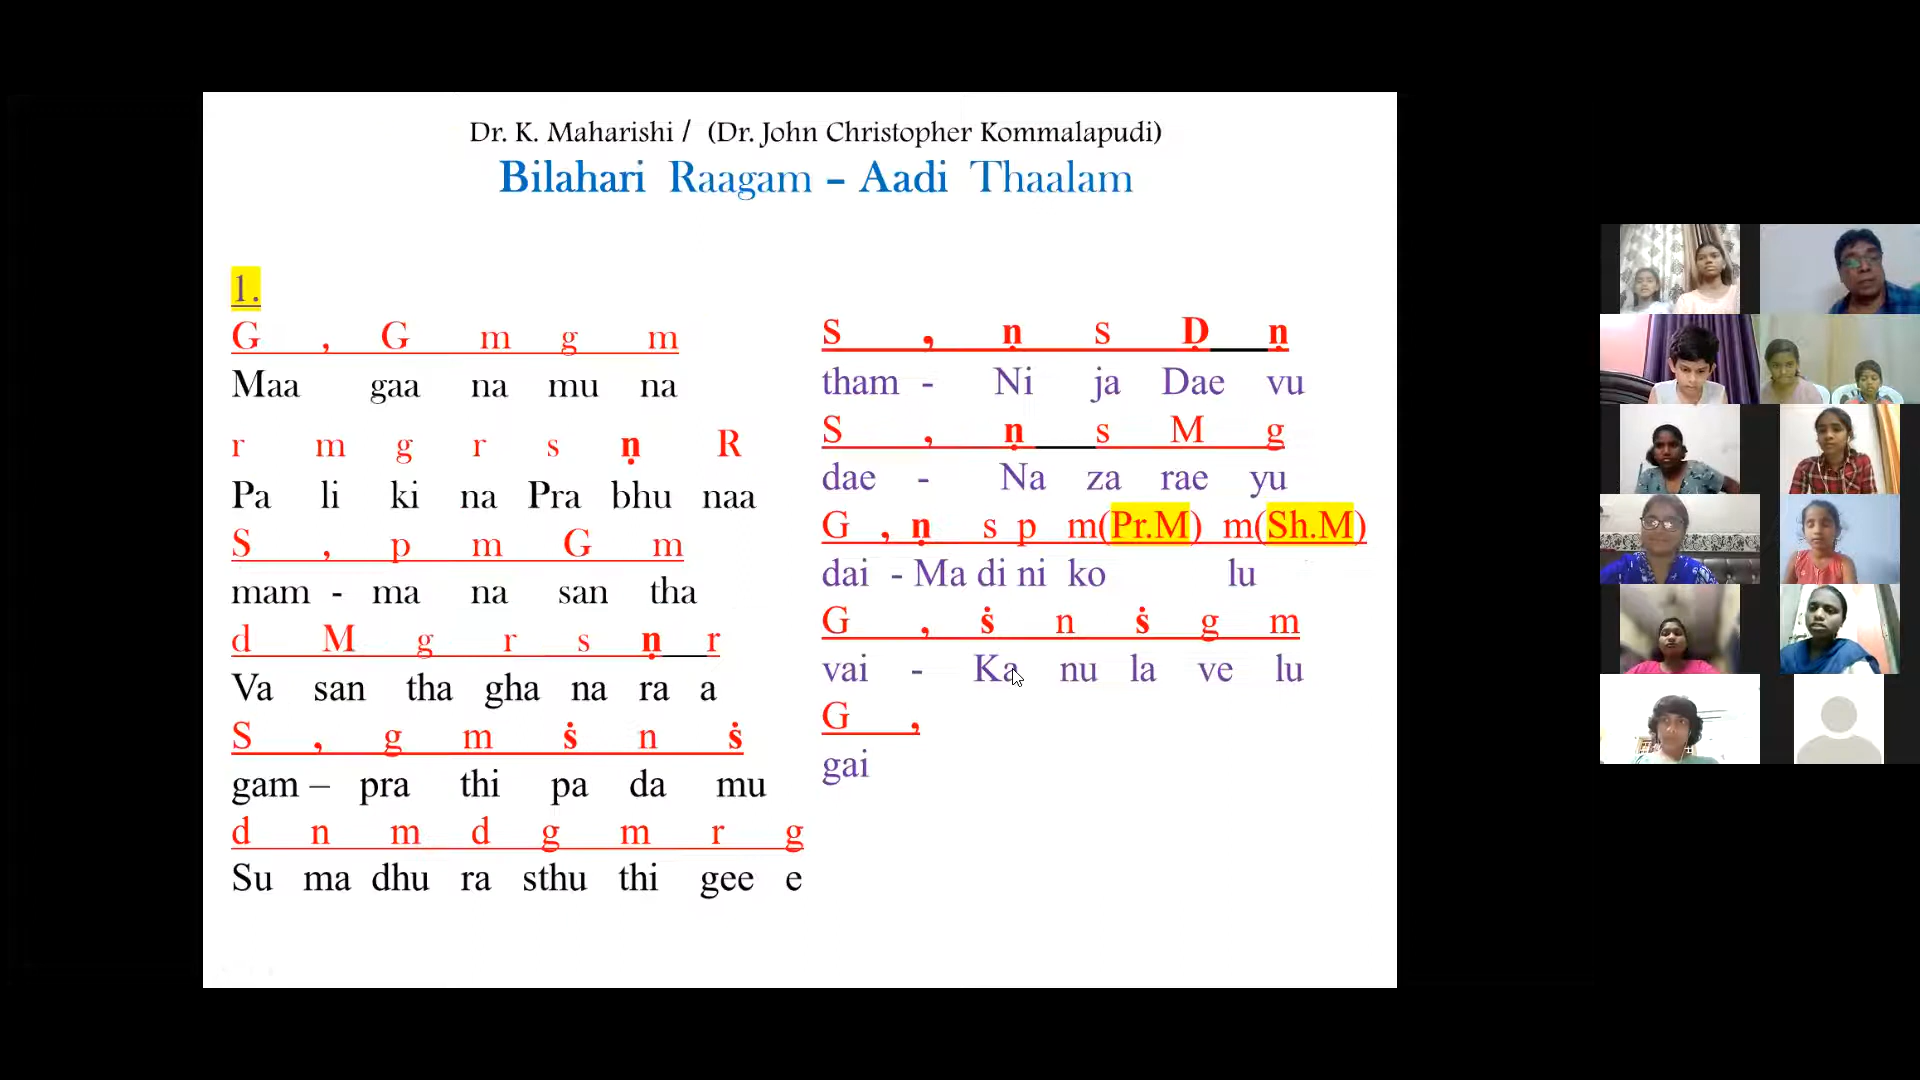 Dr. K. Maharishi / (Dr. John Christopher Kommalapudi)
Bilahari Raagam – Aadi Thaalam
1.
G , G m g m
Maa gaa na mu na
r m g r s ṇ R
Pa li ki na Pra bhu naa
S , p m G m
mam - ma na san tha
d M g r s ṇ r
Va san tha gha na ra a
S , g m ṡ n ṡ
gam – pra thi pa da mu
d n m d g m r g
Su ma dhu ra sthu thi gee e
S , ṇ S Ḍ ṇ
tham - Ni ja Dae vu
S , ṇ s M g
dae - Na za rae yu
G , ṇ s p m(Pr.M) m(Sh.M)
dai - Ma di ni ko lu
G , ṡ n ṡ g m
vai - Ka nu la ve lu
G ,
gai